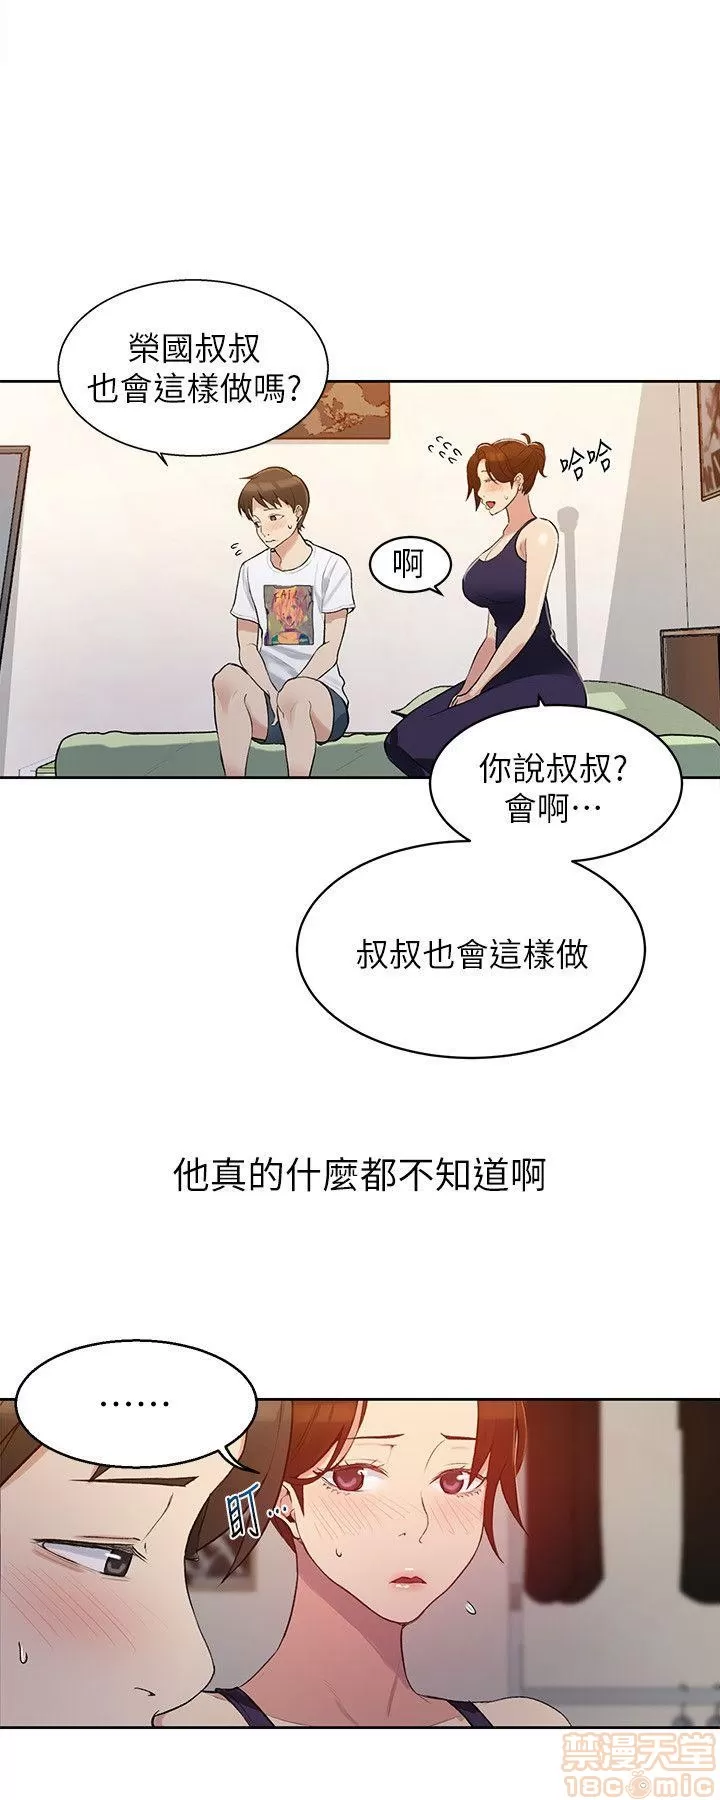 榮國叔叔
也會這樣做嗎?
哈哈
啊
你說叔叔?
會啊⋯
叔叔也會這樣做
他真的什麼都不知道啊
⋯⋯
盯⋯
禁漫天堂
18comic